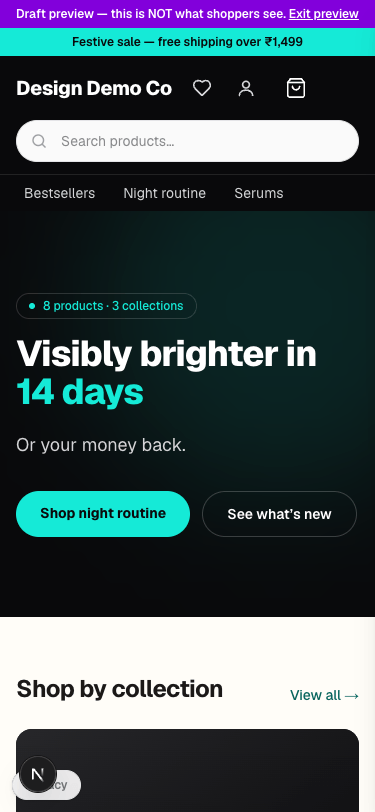 Draft preview — this is NOT what shoppers see. Exit preview
Festive sale — free shipping over ₹1,499
Design Demo Co
Search products...
Bestsellers Night routine Serums
8 products · 3 collections
Visibly brighter in
14 days
Or your money back.
Shop night routine See what's new
Shop by collection View all →
N